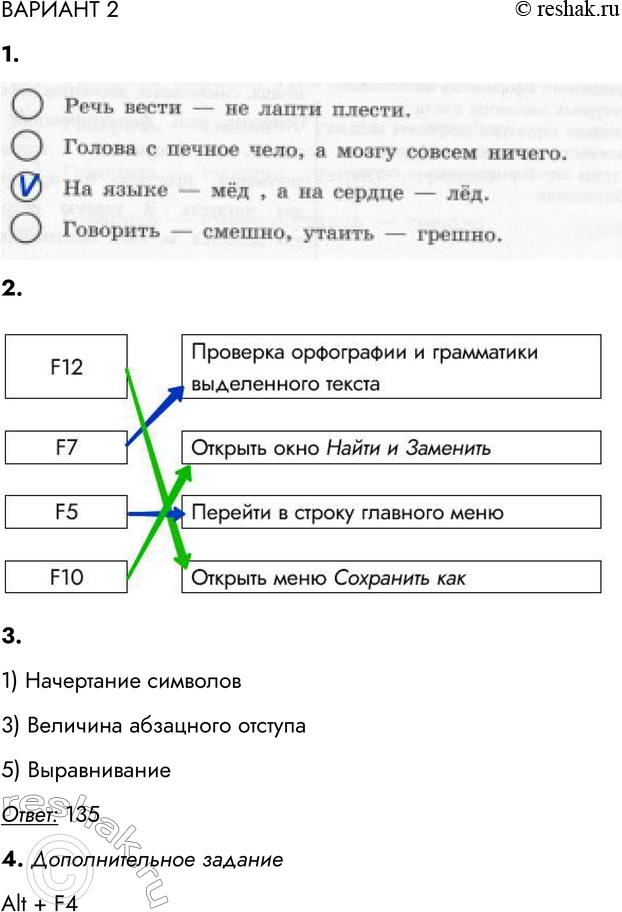 ВАРИАНТ 2 © reshak.ru
1.
Речь вести — не лапти плести.
Голова с печное чело, а мозгу совсем ничего.
На языке — мёд , а на сердце — лёд.
Говорить — смешно, утаить — грешно.
2.
F12 Проверка орфографии и грамматики
выделенного текста
F7 Открыть окно Найти и Заменить
F5 Перейти в строку главного меню
F10 Открыть меню Сохранить как
3.
1) Начертание символов
3) Величина абзацного отступа
5) Выравнивание
Ответ: 135
4. Дополнительное задание
Alt + F4
reshak.ru